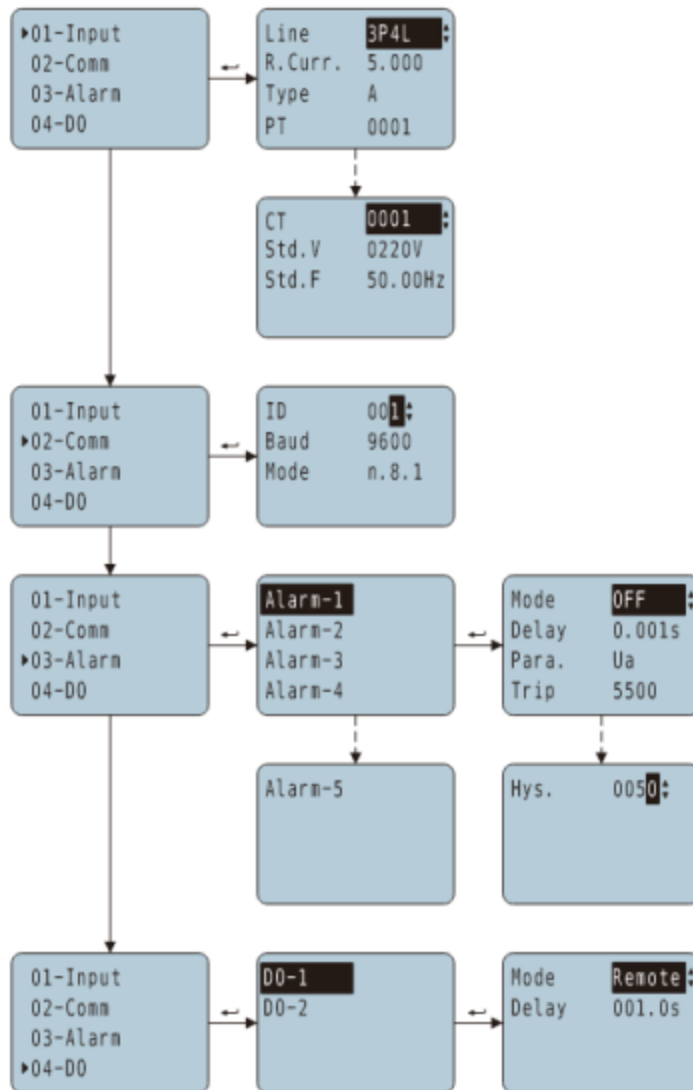 01-Input
02-Comm
03-Alarm
04-DO
Line 3P4L
R.Curr. 5.000
Type A
PT 0001
CT 0001
Std.V 0220V
Std.F 50.00Hz
01-Input
02-Comm
03-Alarm
04-DO
ID 001
Baud 9600
Mode n.8.1
01-Input
02-Comm
03-Alarm
04-DO
Alarm-1
Alarm-2
Alarm-3
Alarm-4
Mode OFF
Delay 0.001s
Para. Ua
Trip 5500
Alarm-5
Hys. 0050
01-Input
02-Comm
03-Alarm
04-DO
DO-1
DO-2
Mode Remote
Delay 001.0s